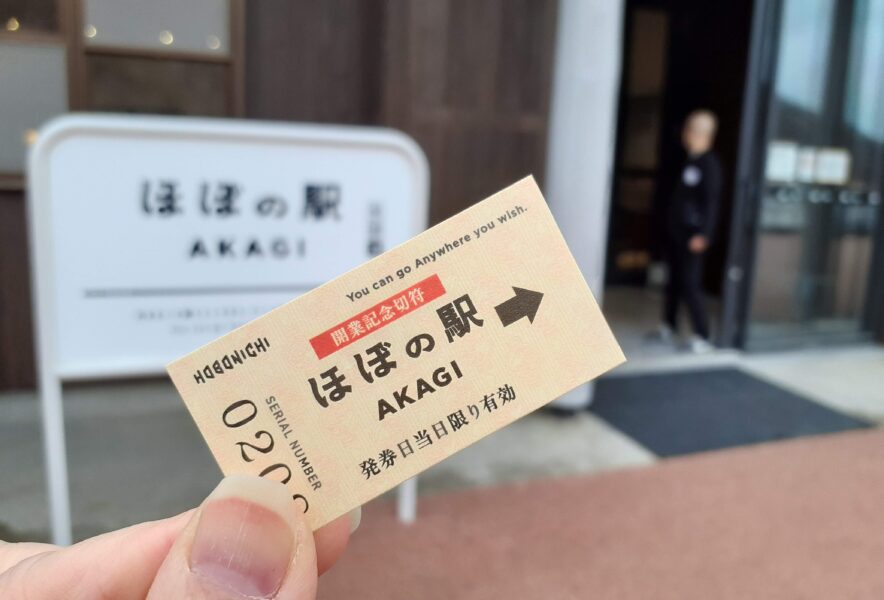 ほぼの駅
AKAGI
You can go Anywhere you wish.
開業記念切符
ほぼの駅
AKAGI
発券日当日限り有効
HOBONICHI
SERIAL NUMBER
020